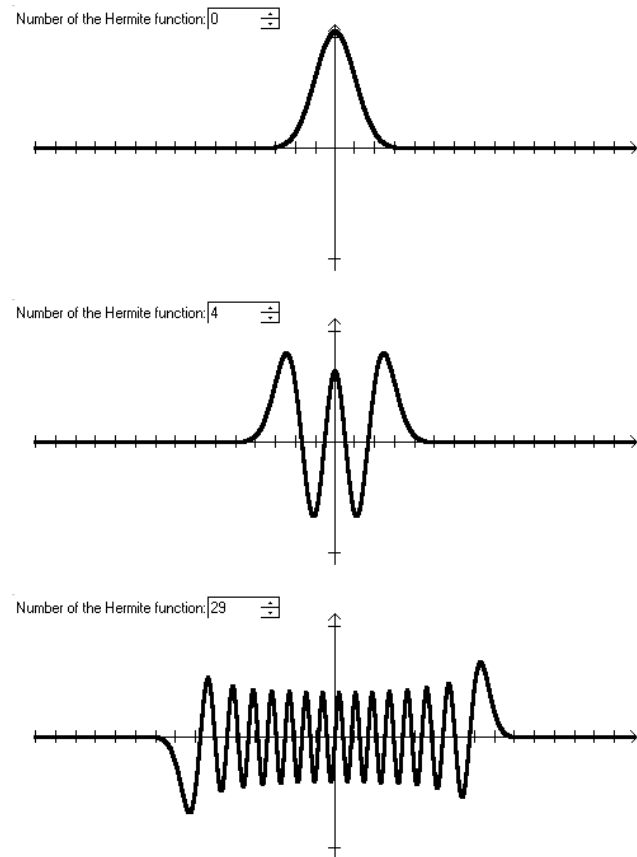 Number of the Hermite function: 0
Number of the Hermite function: 4
Number of the Hermite function: 29